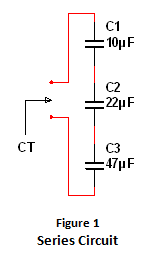 C1
10µF
C2
22µF
C3
47µF
CT
Figure 1
Series Circuit